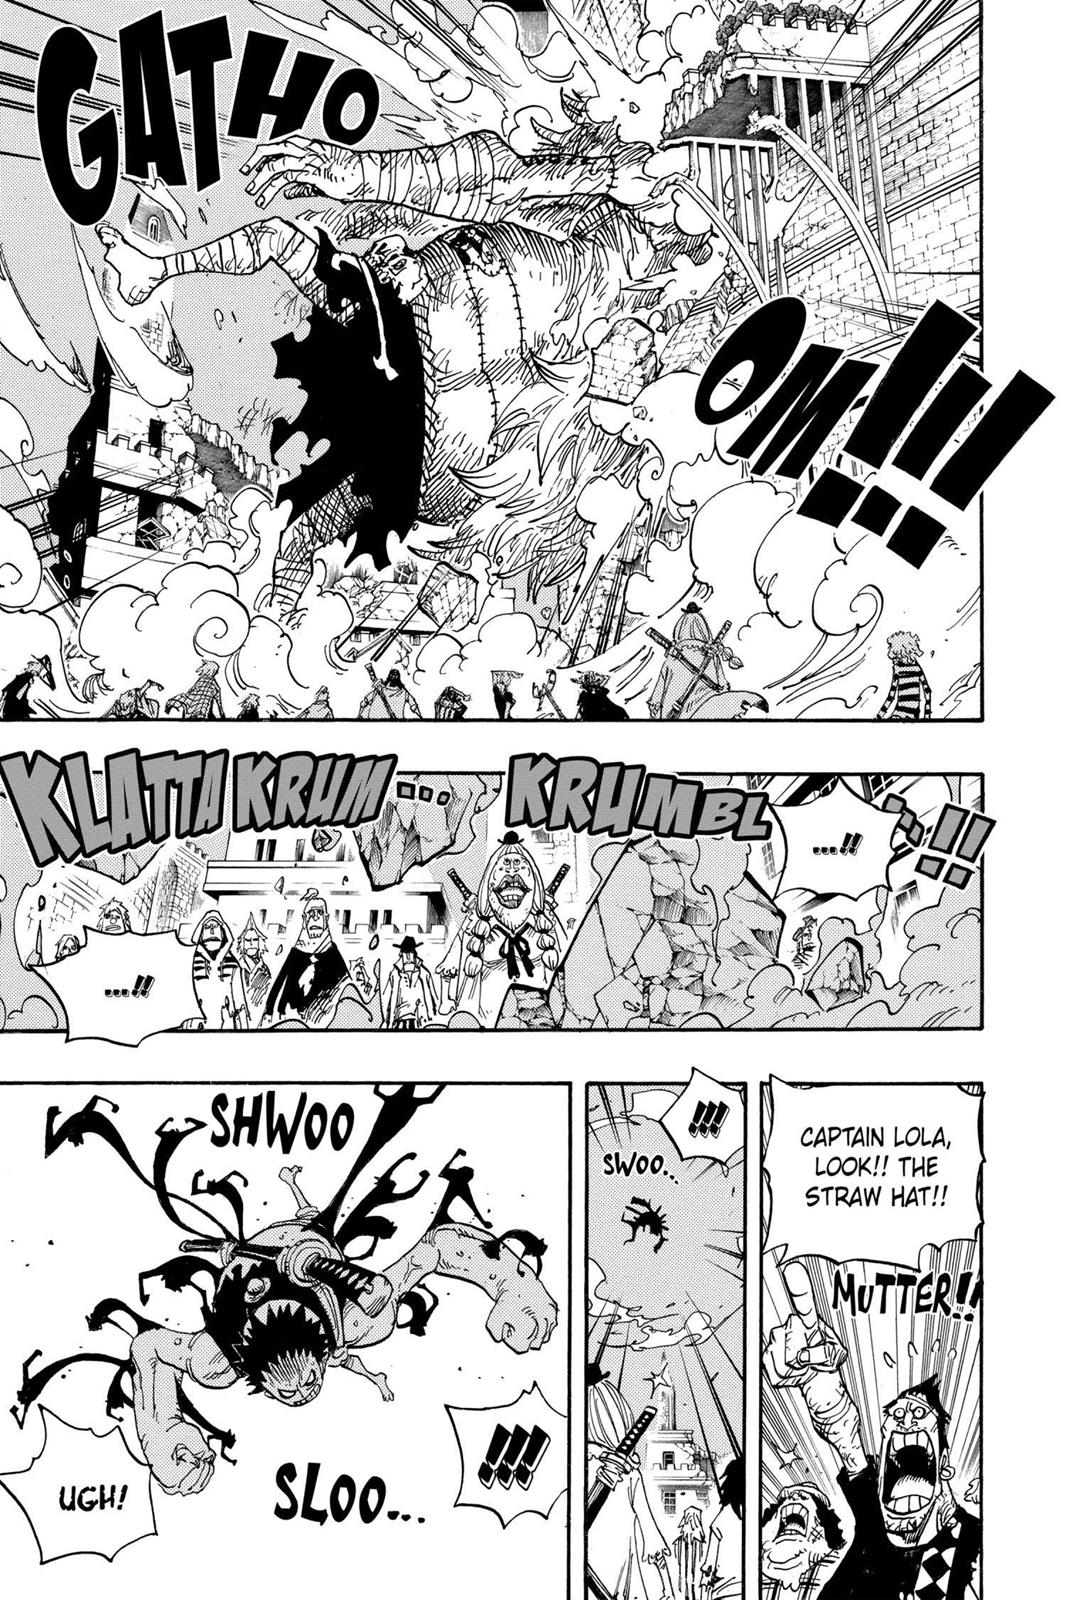 GATHO
OM!!!...
....!!
KRUMBL
!!
KLATTA KRUM...
....!!
CAPTAIN LOLA,
LOOK!! THE
STRAW HAT!!
MUTTER!!
!!!
SWOO..
SHWOO
!!!
SLOO...
UGH!